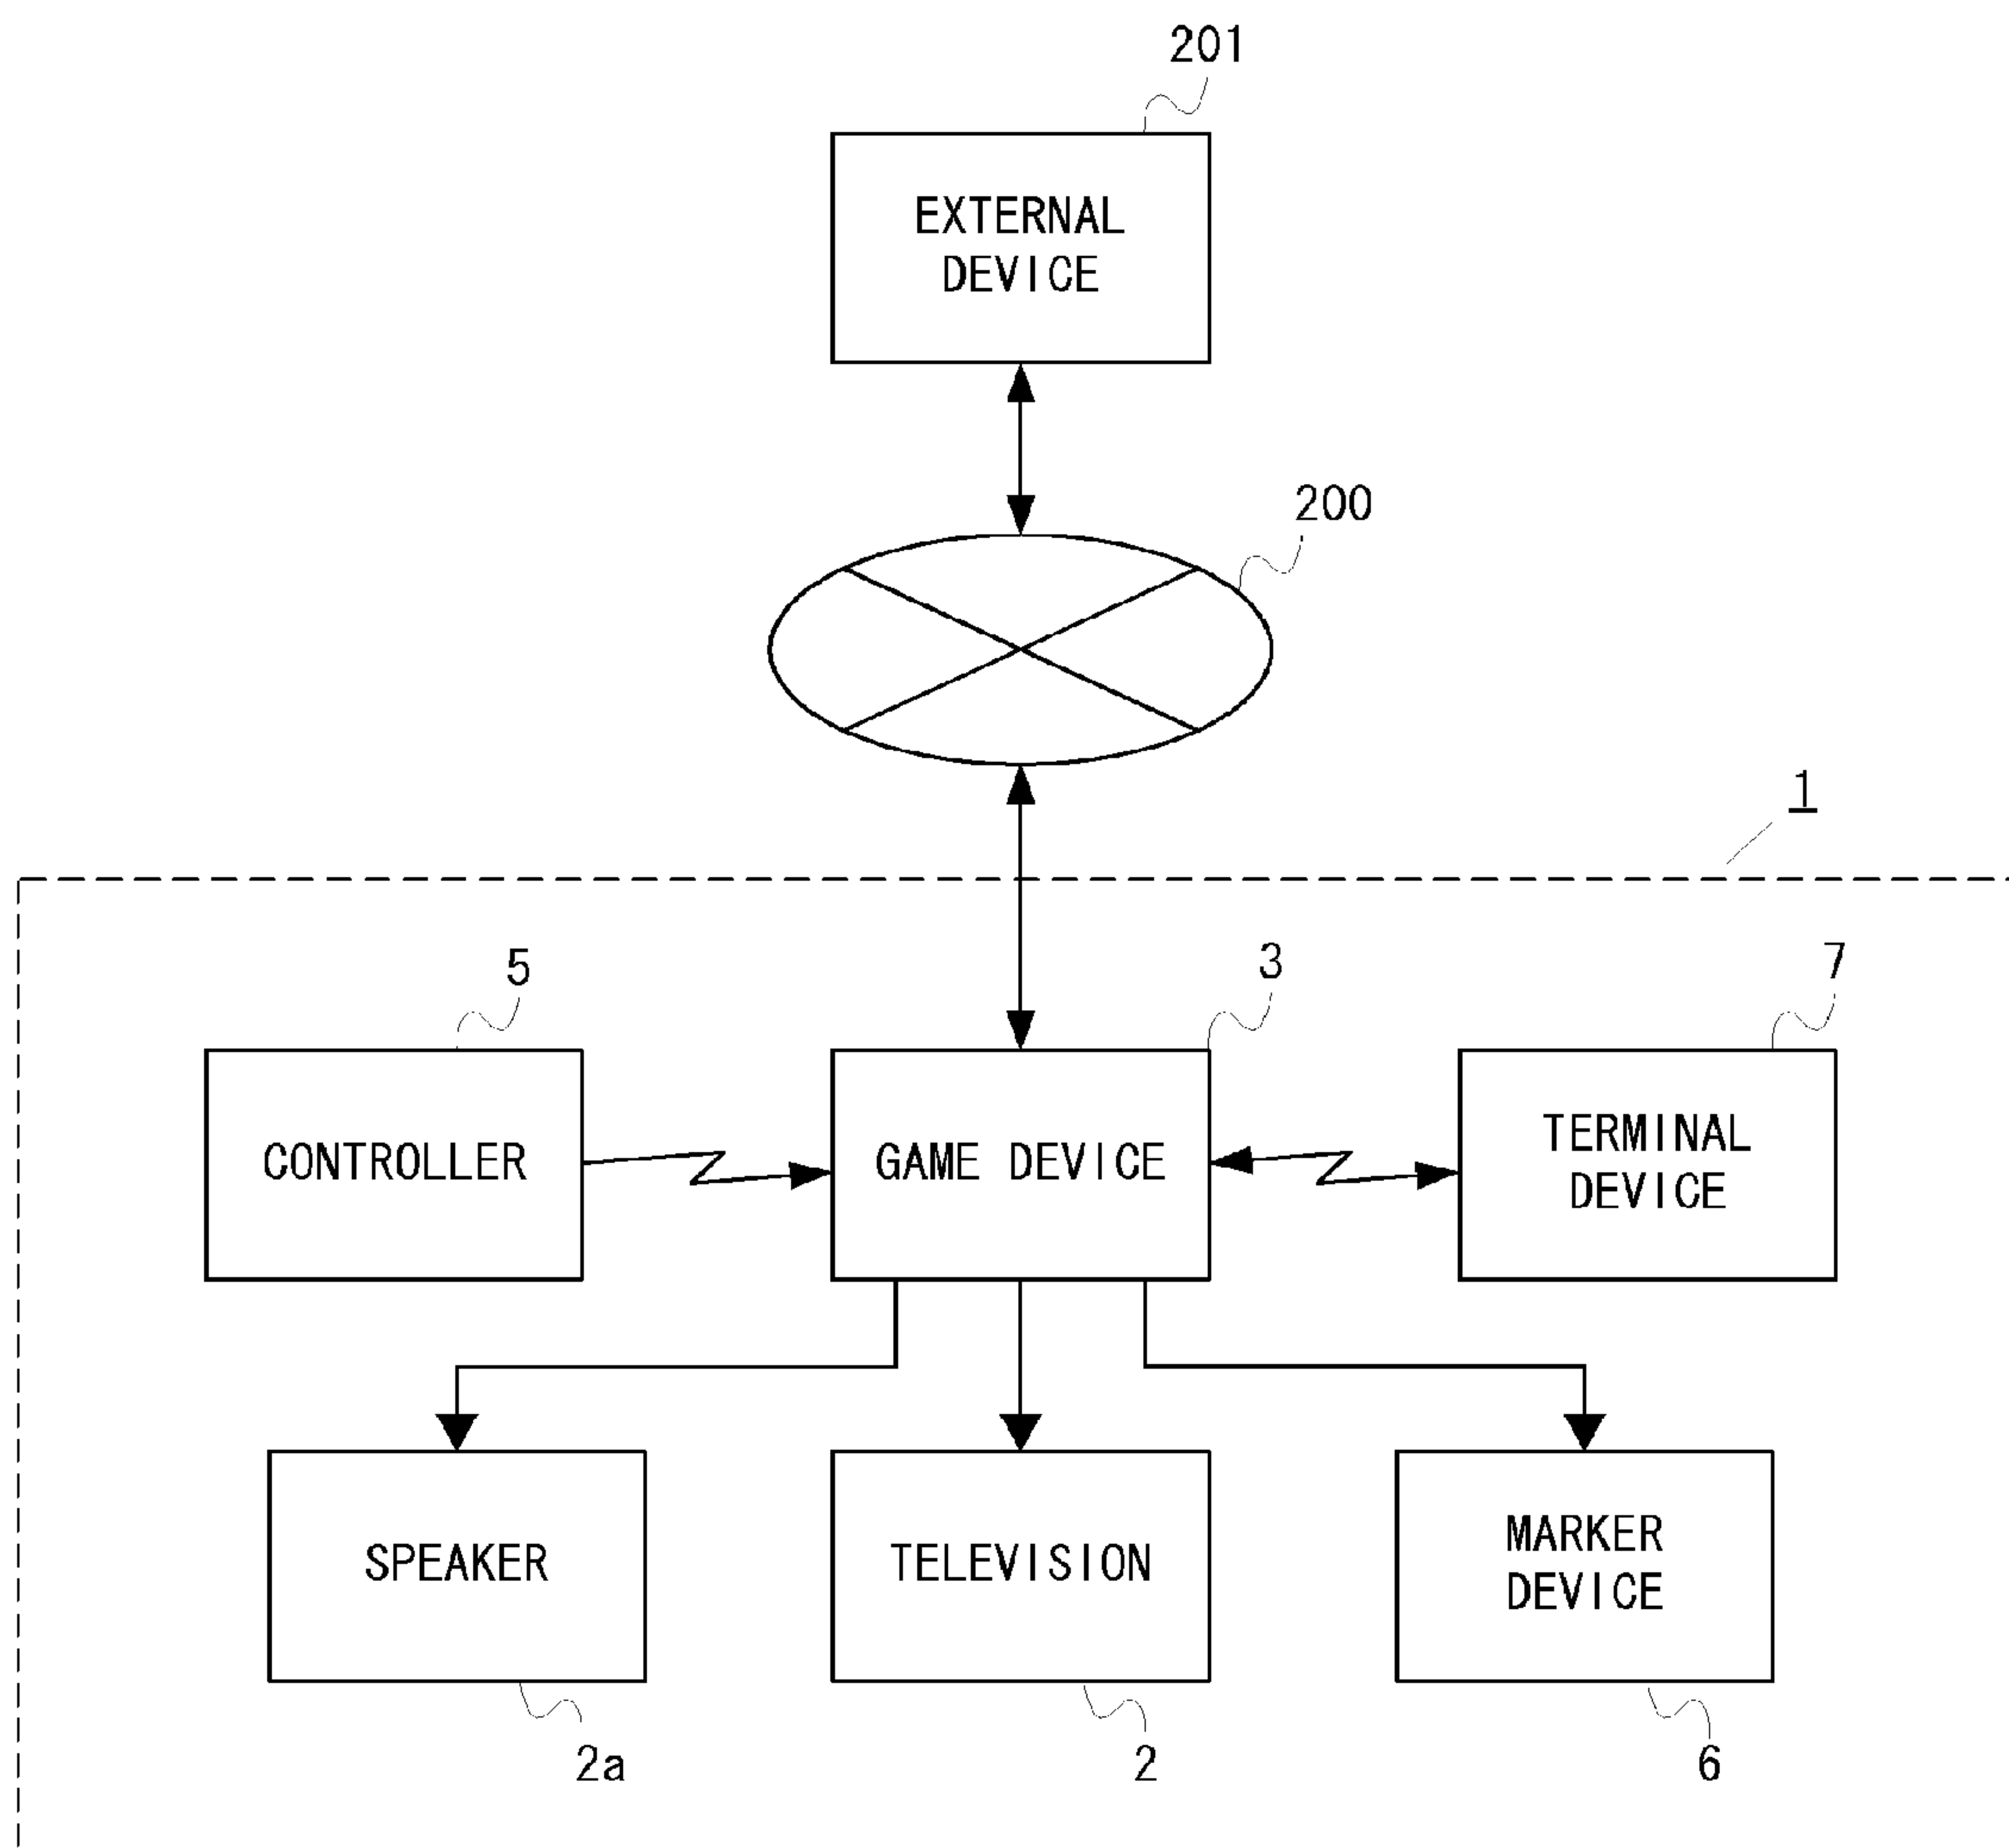 201
EXTERNAL
DEVICE
200
1
5
3
7
CONTROLLER
GAME DEVICE
TERMINAL
DEVICE
SPEAKER
TELEVISION
MARKER
DEVICE
2a
2
6